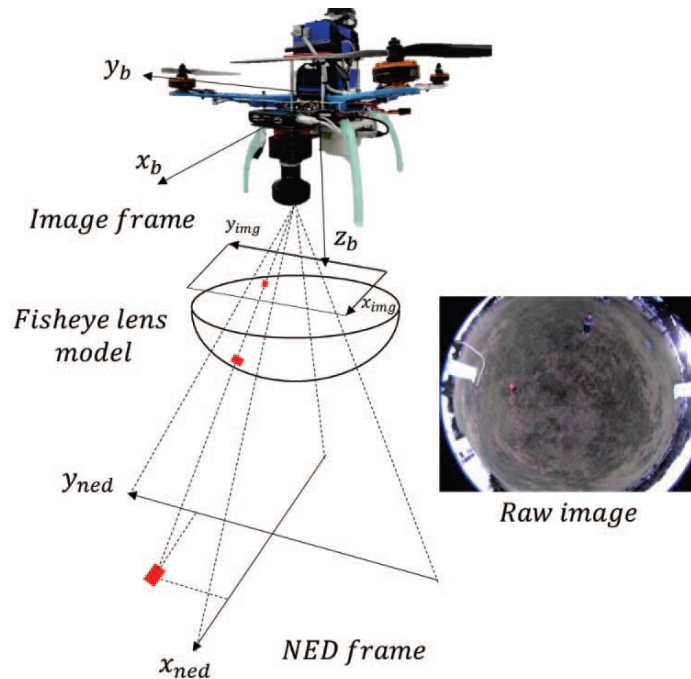 y_b
x_b
Image frame
y_img
z_b
x_img
Fisheye lens
model
y_ned
Raw image
x_ned
NED frame